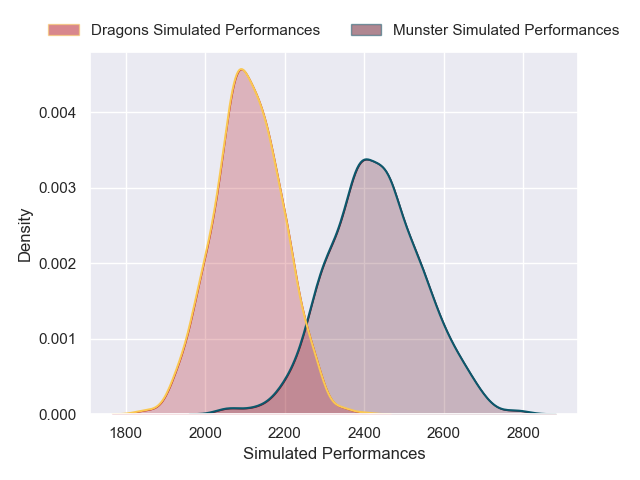 Dragons Simulated Performances
Munster Simulated Performances
Density
0.004
0.003
0.002
0.001
0.000
1800 2000 2200 2400 2600 2800
Simulated Performances